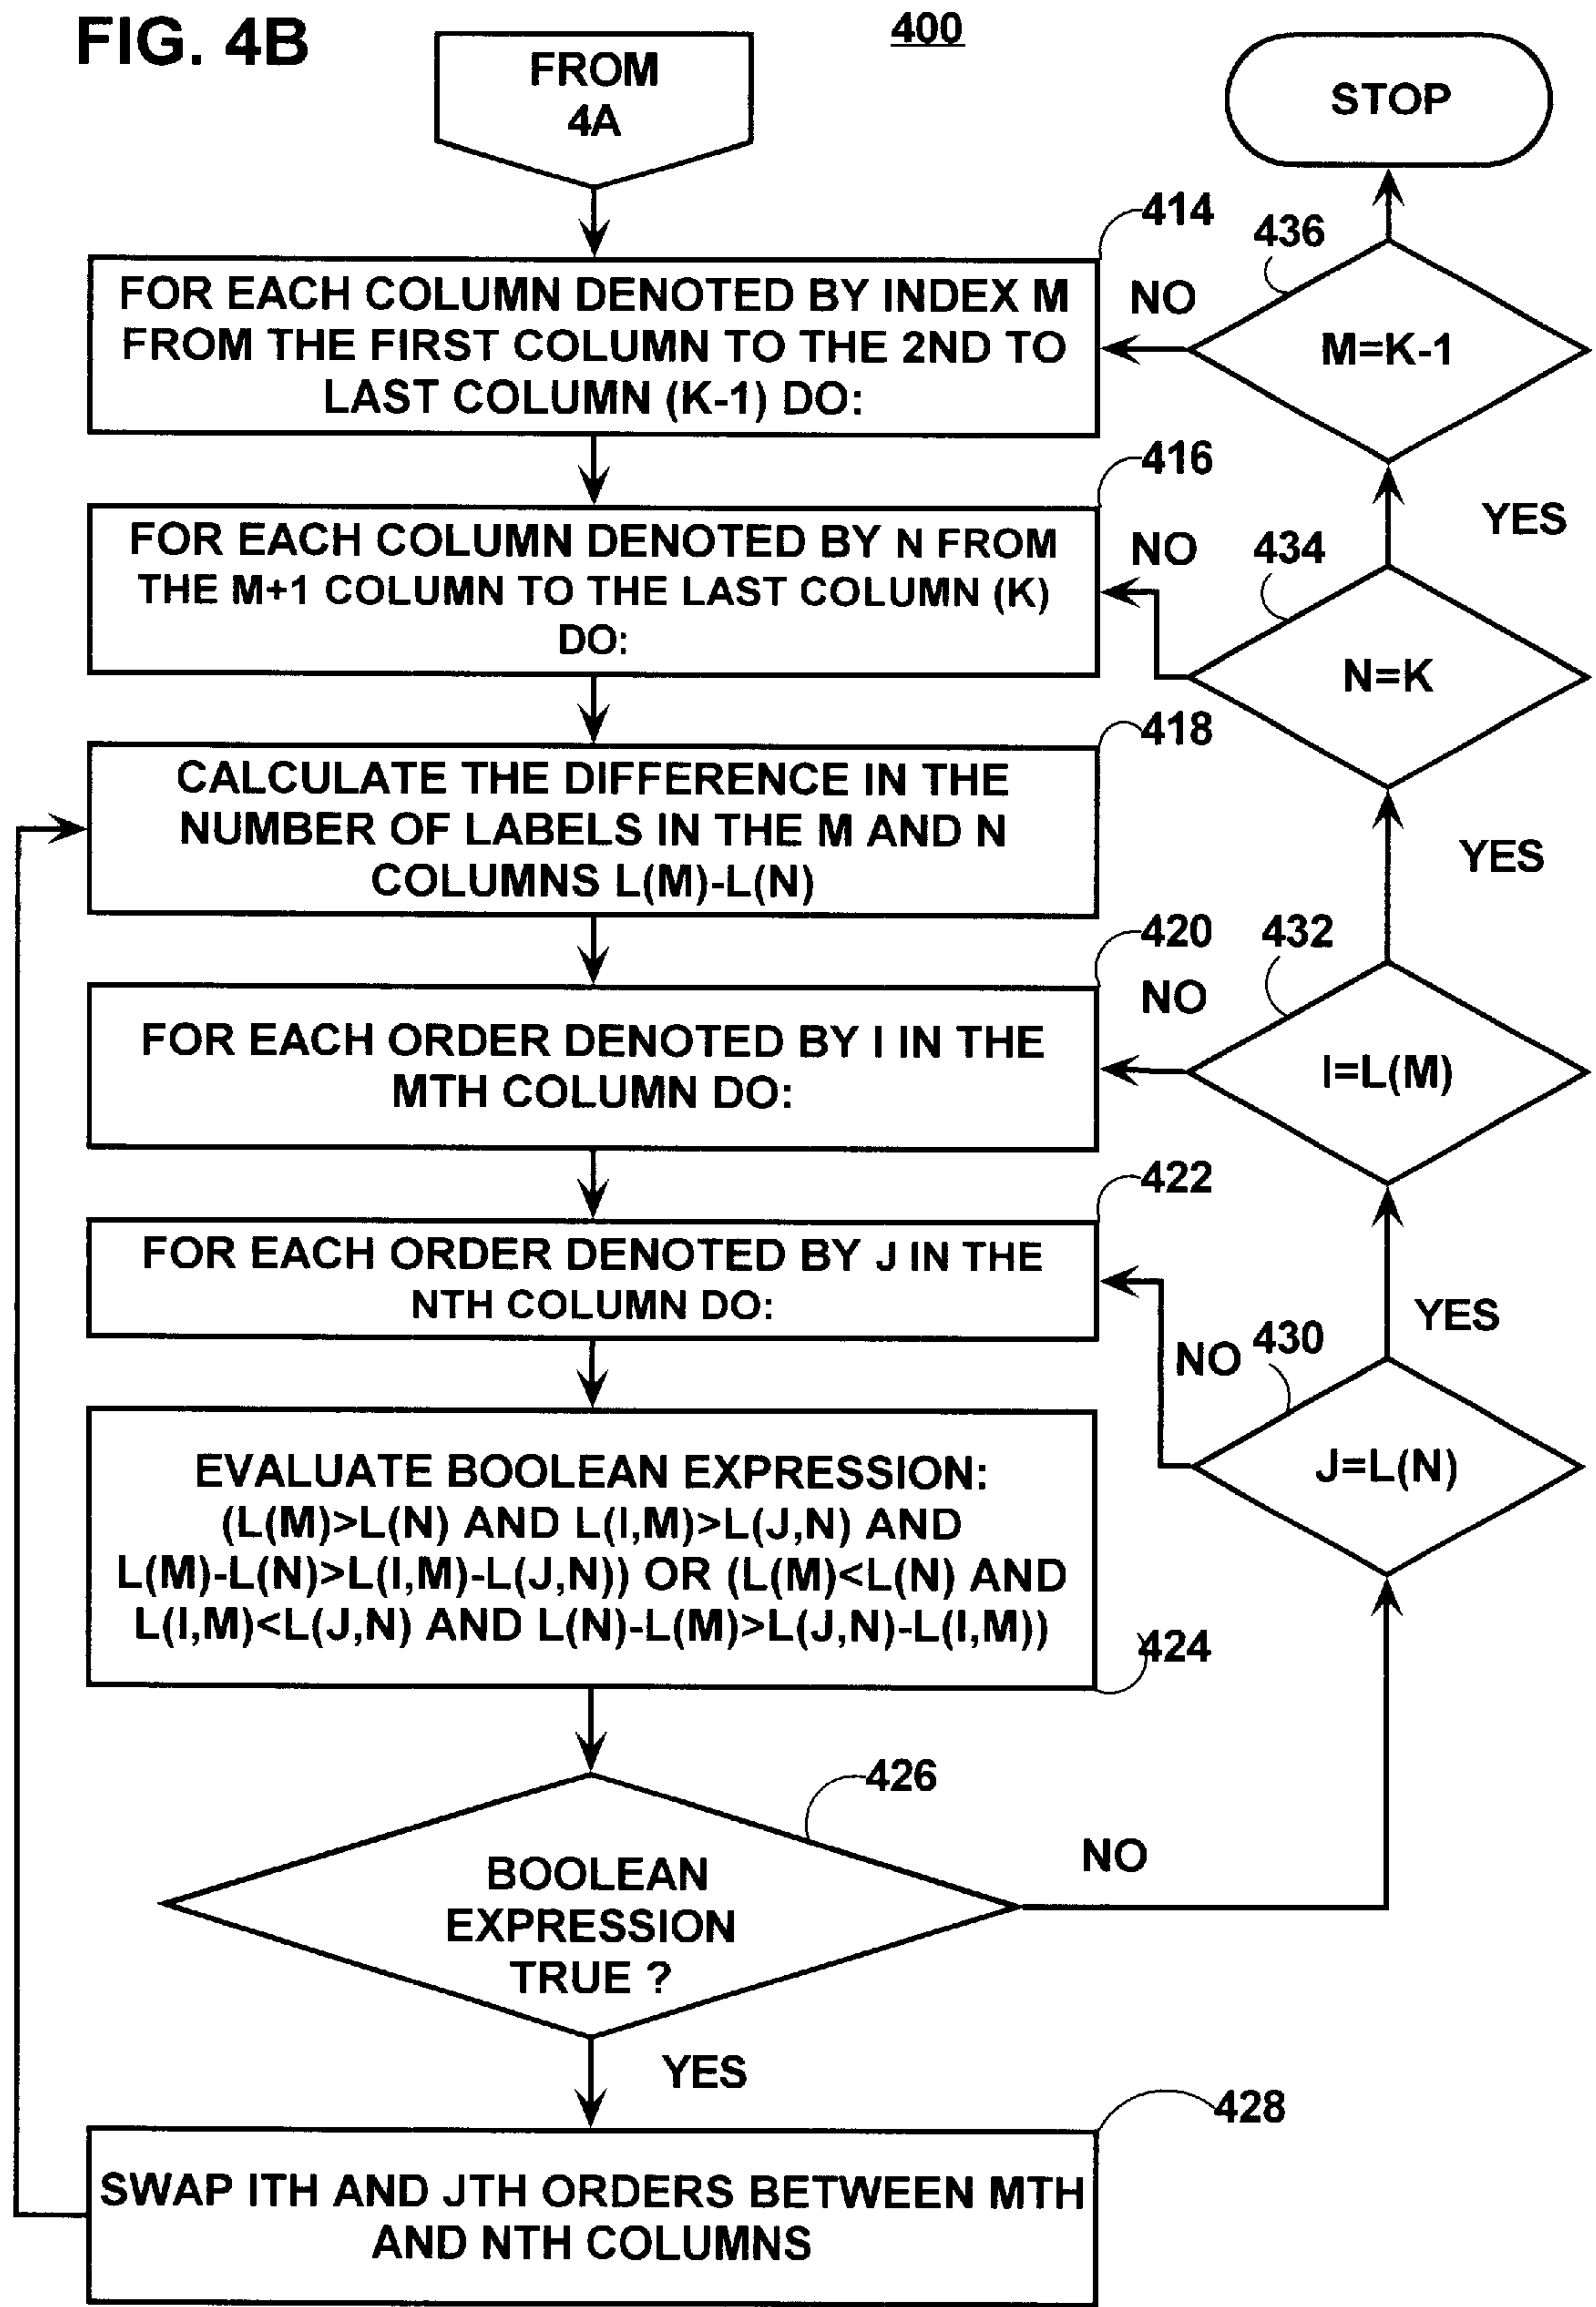 FIG. 4B
400
FROM
4A
STOP
414
FOR EACH COLUMN DENOTED BY INDEX M
FROM THE FIRST COLUMN TO THE 2ND TO
LAST COLUMN (K-1) DO:
436
NO
M=K-1
416
FOR EACH COLUMN DENOTED BY N FROM
THE M+1 COLUMN TO THE LAST COLUMN (K)
DO:
YES
434
NO
N=K
418
CALCULATE THE DIFFERENCE IN THE
NUMBER OF LABELS IN THE M AND N
COLUMNS L(M)-L(N)
YES
420
FOR EACH ORDER DENOTED BY I IN THE
MTH COLUMN DO:
432
NO
I=L(M)
422
FOR EACH ORDER DENOTED BY J IN THE
NTH COLUMN DO:
YES
430
NO
J=L(N)
EVALUATE BOOLEAN EXPRESSION:
(L(M)>L(N) AND L(I,M)>L(J,N) AND
L(M)-L(N)>L(I,M)-L(J,N)) OR (L(M)<L(N) AND
L(I,M)<L(J,N) AND L(N)-L(M)>L(J,N)-L(I,M))
424
426
BOOLEAN
EXPRESSION
TRUE ?
NO
YES
428
SWAP ITH AND JTH ORDERS BETWEEN MTH
AND NTH COLUMNS